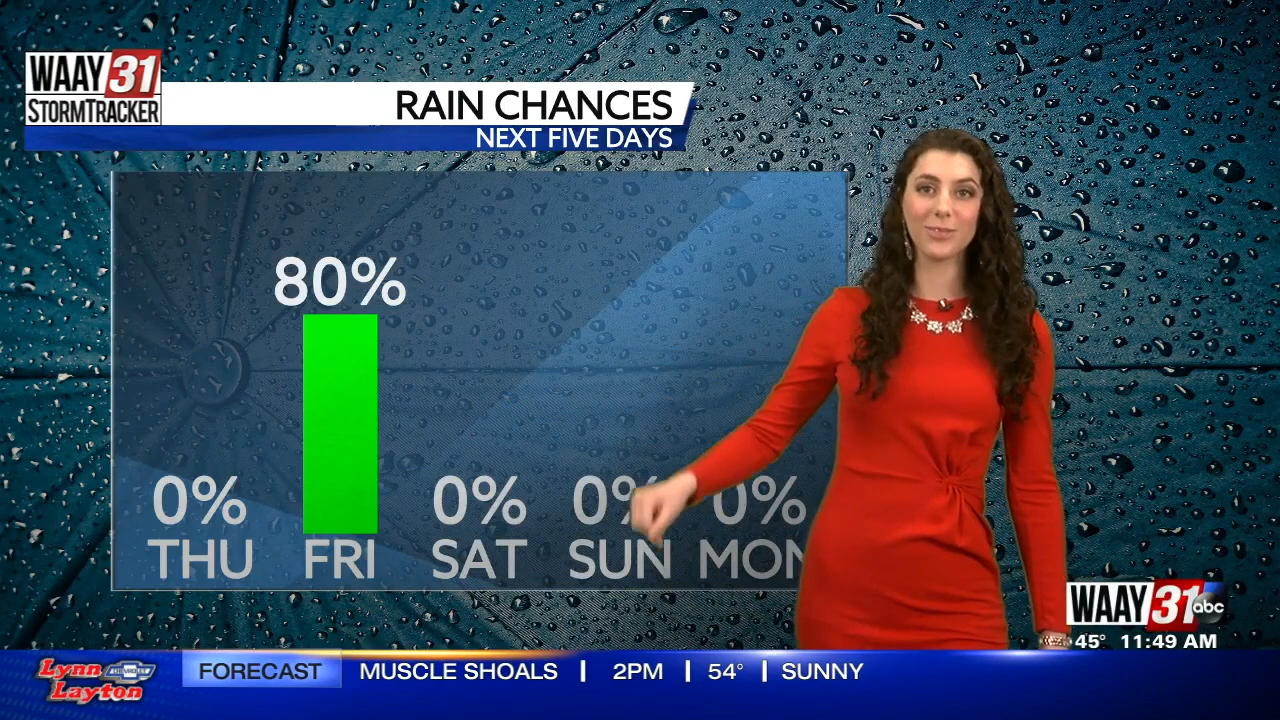 WAAY 31
STORMTRACKER
RAIN CHANCES
NEXT FIVE DAYS
80%
0% 0% 0% 0%
THU FRI SAT SUN MON
WAAY 31 abc
45° 11:49 AM
Lynn CHEVROLET
Layton
FORECAST MUSCLE SHOALS | 2PM | 54° | SUNNY